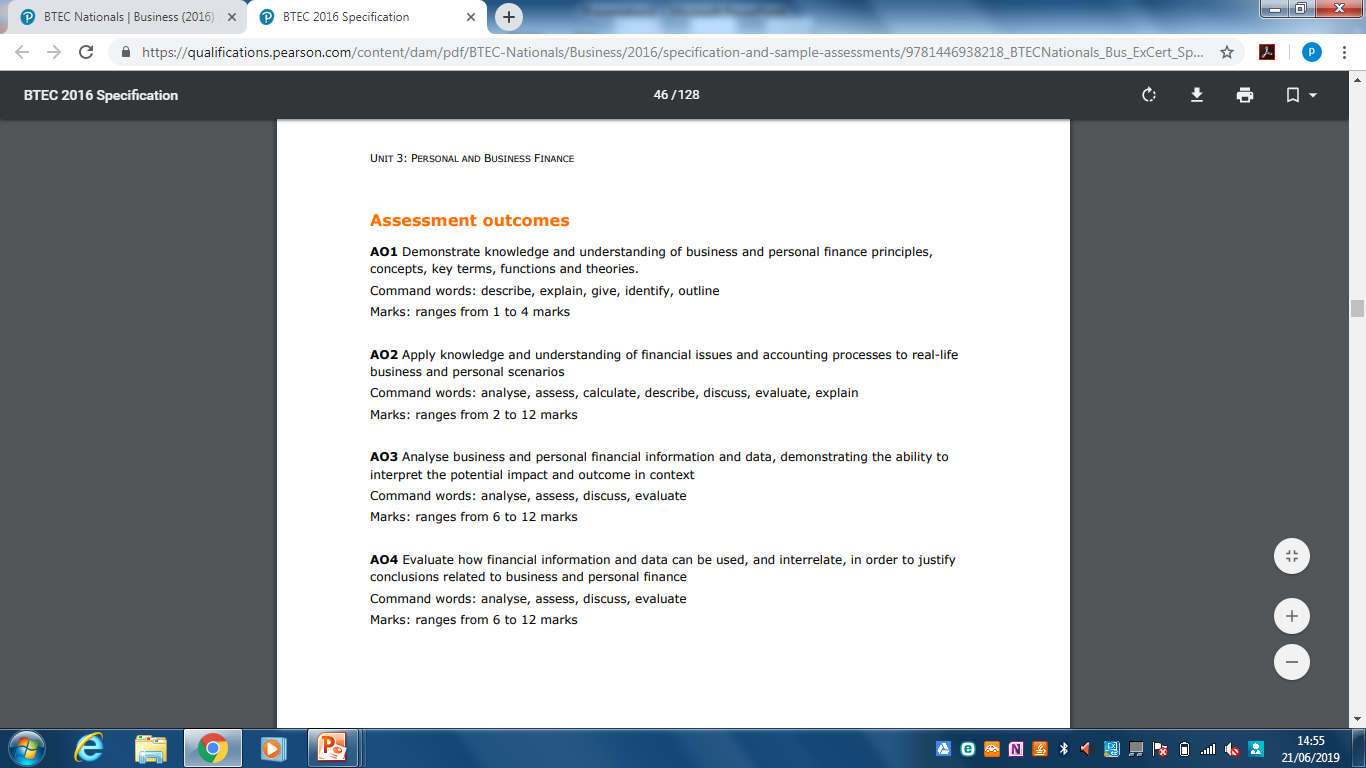 BTEC Nationals | Business (2016)
BTEC 2016 Specification
https://qualifications.pearson.com/content/dam/pdf/BTEC-Nationals/Business/2016/specification-and-sample-assessments/9781446938218_BTECNationals_Bus_ExCert_Sp...
P
BTEC 2016 Specification
46 / 128
UNIT 3: PERSONAL AND BUSINESS FINANCE
Assessment outcomes
AO1 Demonstrate knowledge and understanding of business and personal finance principles,
concepts, key terms, functions and theories.
Command words: describe, explain, give, identify, outline
Marks: ranges from 1 to 4 marks
AO2 Apply knowledge and understanding of financial issues and accounting processes to real-life
business and personal scenarios
Command words: analyse, assess, calculate, describe, discuss, evaluate, explain
Marks: ranges from 2 to 12 marks
AO3 Analyse business and personal financial information and data, demonstrating the ability to
interpret the potential impact and outcome in context
Command words: analyse, assess, discuss, evaluate
Marks: ranges from 6 to 12 marks
AO4 Evaluate how financial information and data can be used, and interrelate, in order to justify
conclusions related to business and personal finance
Command words: analyse, assess, discuss, evaluate
Marks: ranges from 6 to 12 marks
14:55
21/06/2019